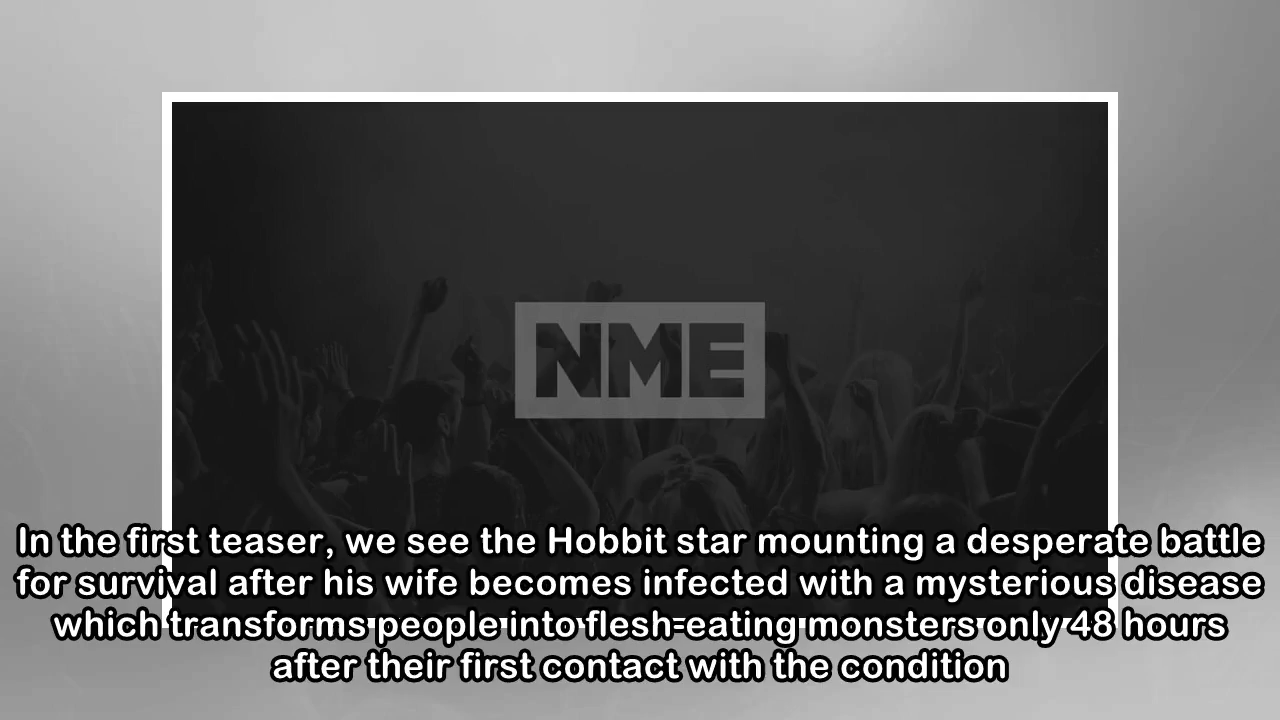 NME
In the first teaser, we see the Hobbit star mounting a desperate battle
for survival after his wife becomes infected with a mysterious disease
which transforms people into flesh-eating monsters only 48 hours
after their first contact with the condition